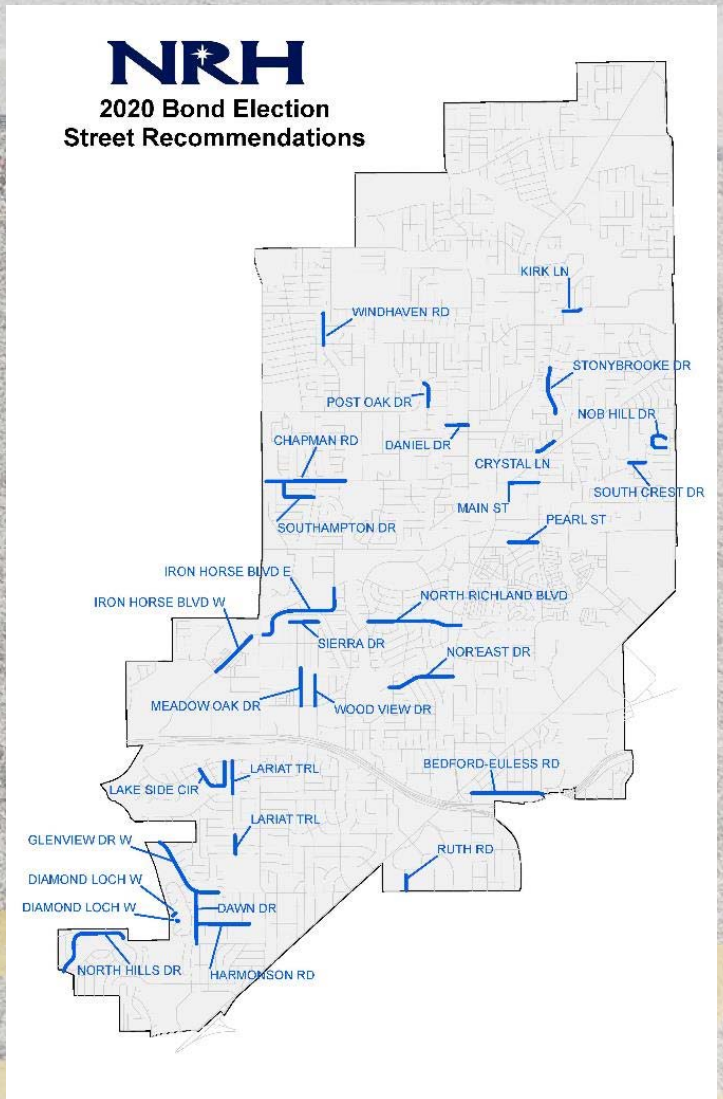 NRH
2020 Bond Election
Street Recommendations
KIRK LN
WINDHAVEN RD
STONYBROOKE DR
POST OAK DR
NOB HILL DR
CHAPMAN RD
DANIEL DR
CRYSTAL LN
SOUTH CREST DR
MAIN ST
SOUTHAMPTON DR
PEARL ST
IRON HORSE BLVD E
NORTH RICHLAND BLVD
IRON HORSE BLVD W
SIERRA DR
NOR'EAST DR
MEADOW OAK DR
WOOD VIEW DR
BEDFORD-EULESS RD
LARIAT TRL
LAKE SIDE CIR
LARIAT TRL
GLENVIEW DR W
RUTH RD
DIAMOND LOCH W
DIAMOND LOCH W
DAWN DR
NORTH HILLS DR
HARMONSON RD